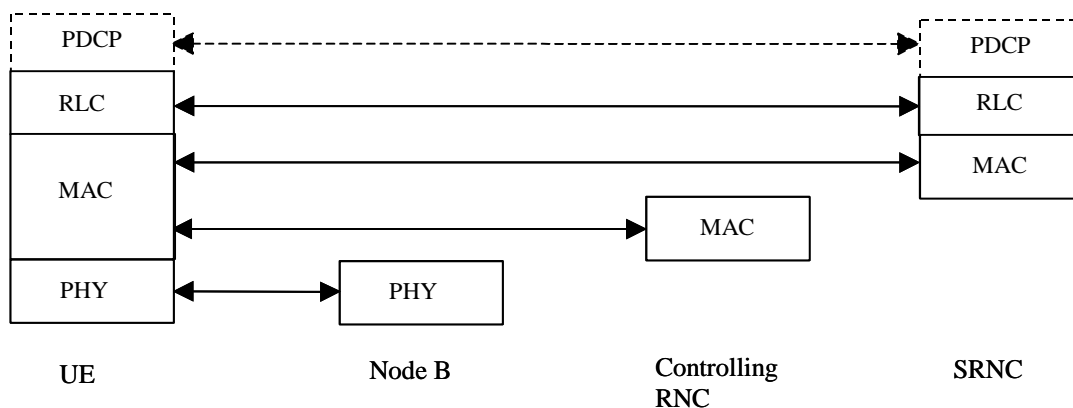 PDCP
PDCP
RLC
RLC
MAC
MAC
MAC
PHY
PHY
UE
Node B
Controlling
RNC
SRNC